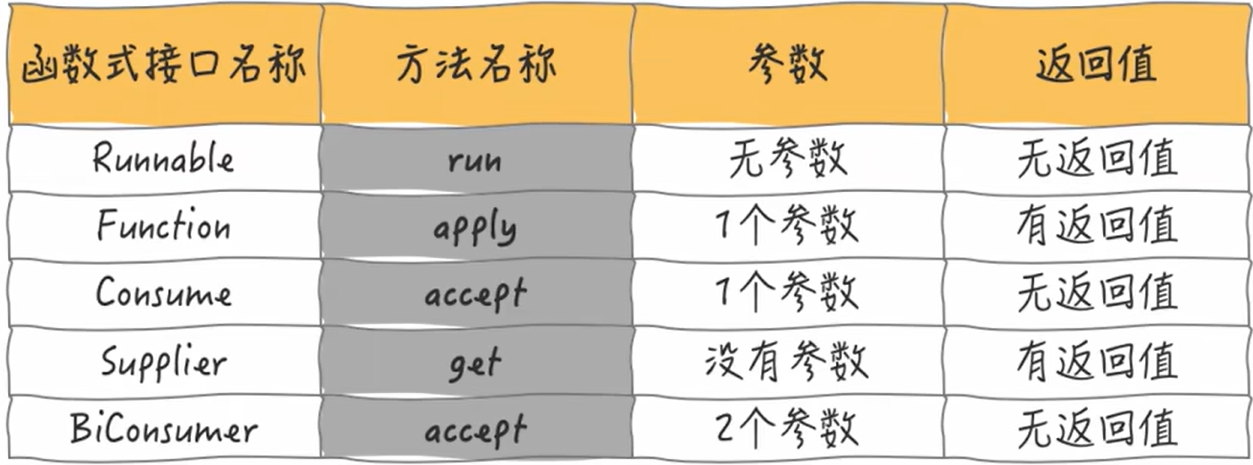 函数式接口名称 方法名称 参数 返回值
Runnable run 无参数 无返回值
Function apply 1个参数 有返回值
Consume accept 1个参数 无返回值
Supplier get 没有参数 有返回值
BiConsumer accept 2个参数 无返回值